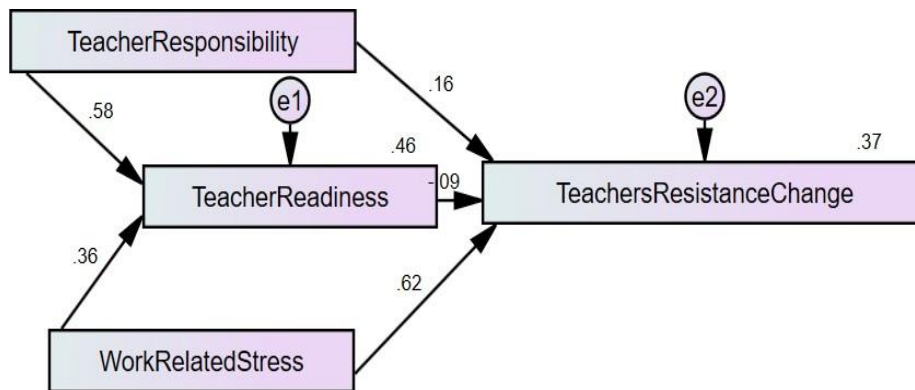 TeacherResponsibility
.16
e1
e2
.58
.46
.37
TeacherReadiness
-.09
TeachersResistanceChange
.36
.62
WorkRelatedStress